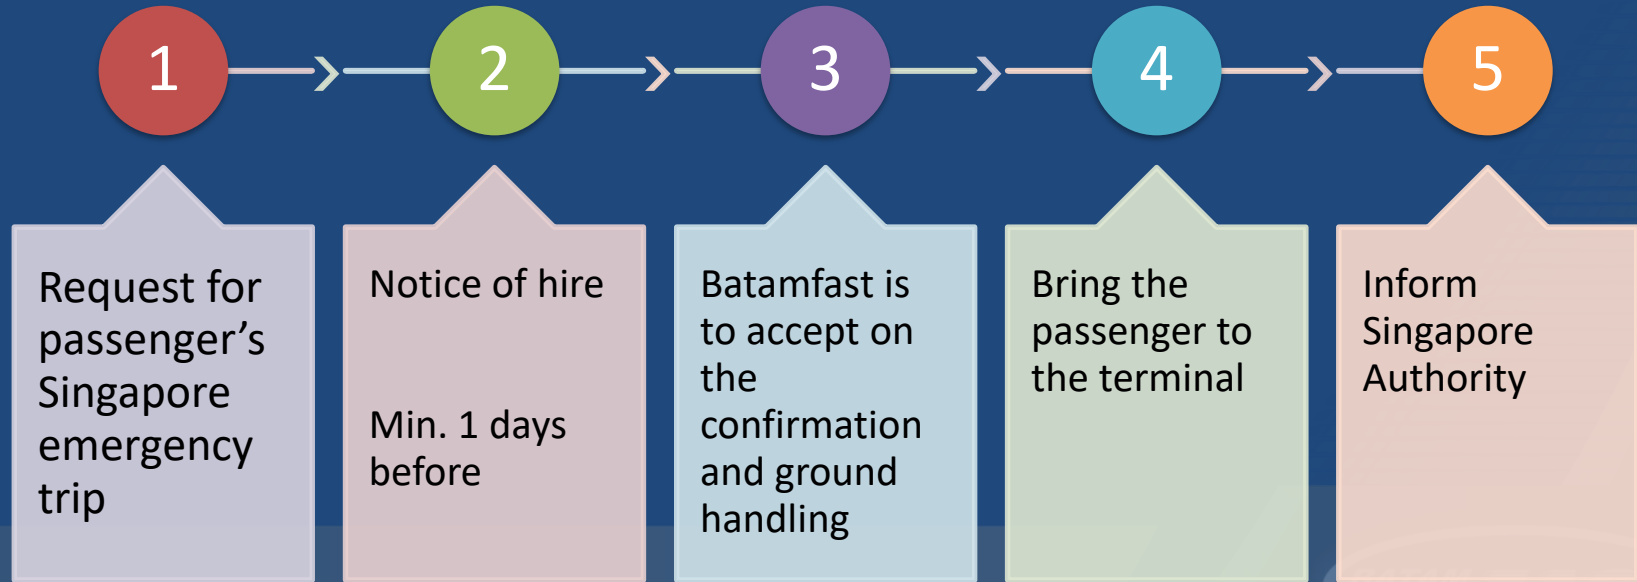 1
2
3
4
5
Request for
passenger’s
Singapore
emergency
trip
Notice of hire
Min. 1 days
before
Batamfast is
to accept on
the
confirmation
and ground
handling
Bring the
passenger to
the terminal
Inform
Singapore
Authority